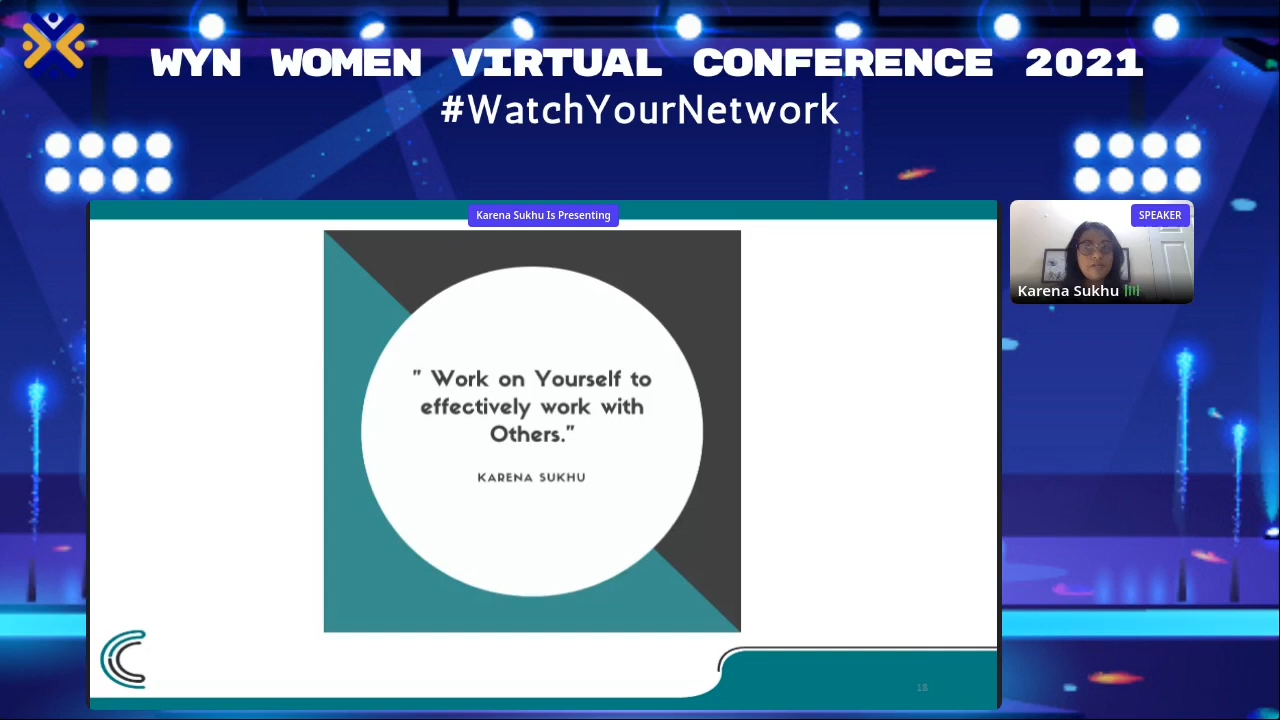 WYN WOMEN VIRTUAL CONFERENCE 2021
#WatchYourNetwork
Karena Sukhu Is Presenting
SPEAKER
Karena Sukhu
" Work on Yourself to
effectively work with
Others."
KARENA SUKHU
18